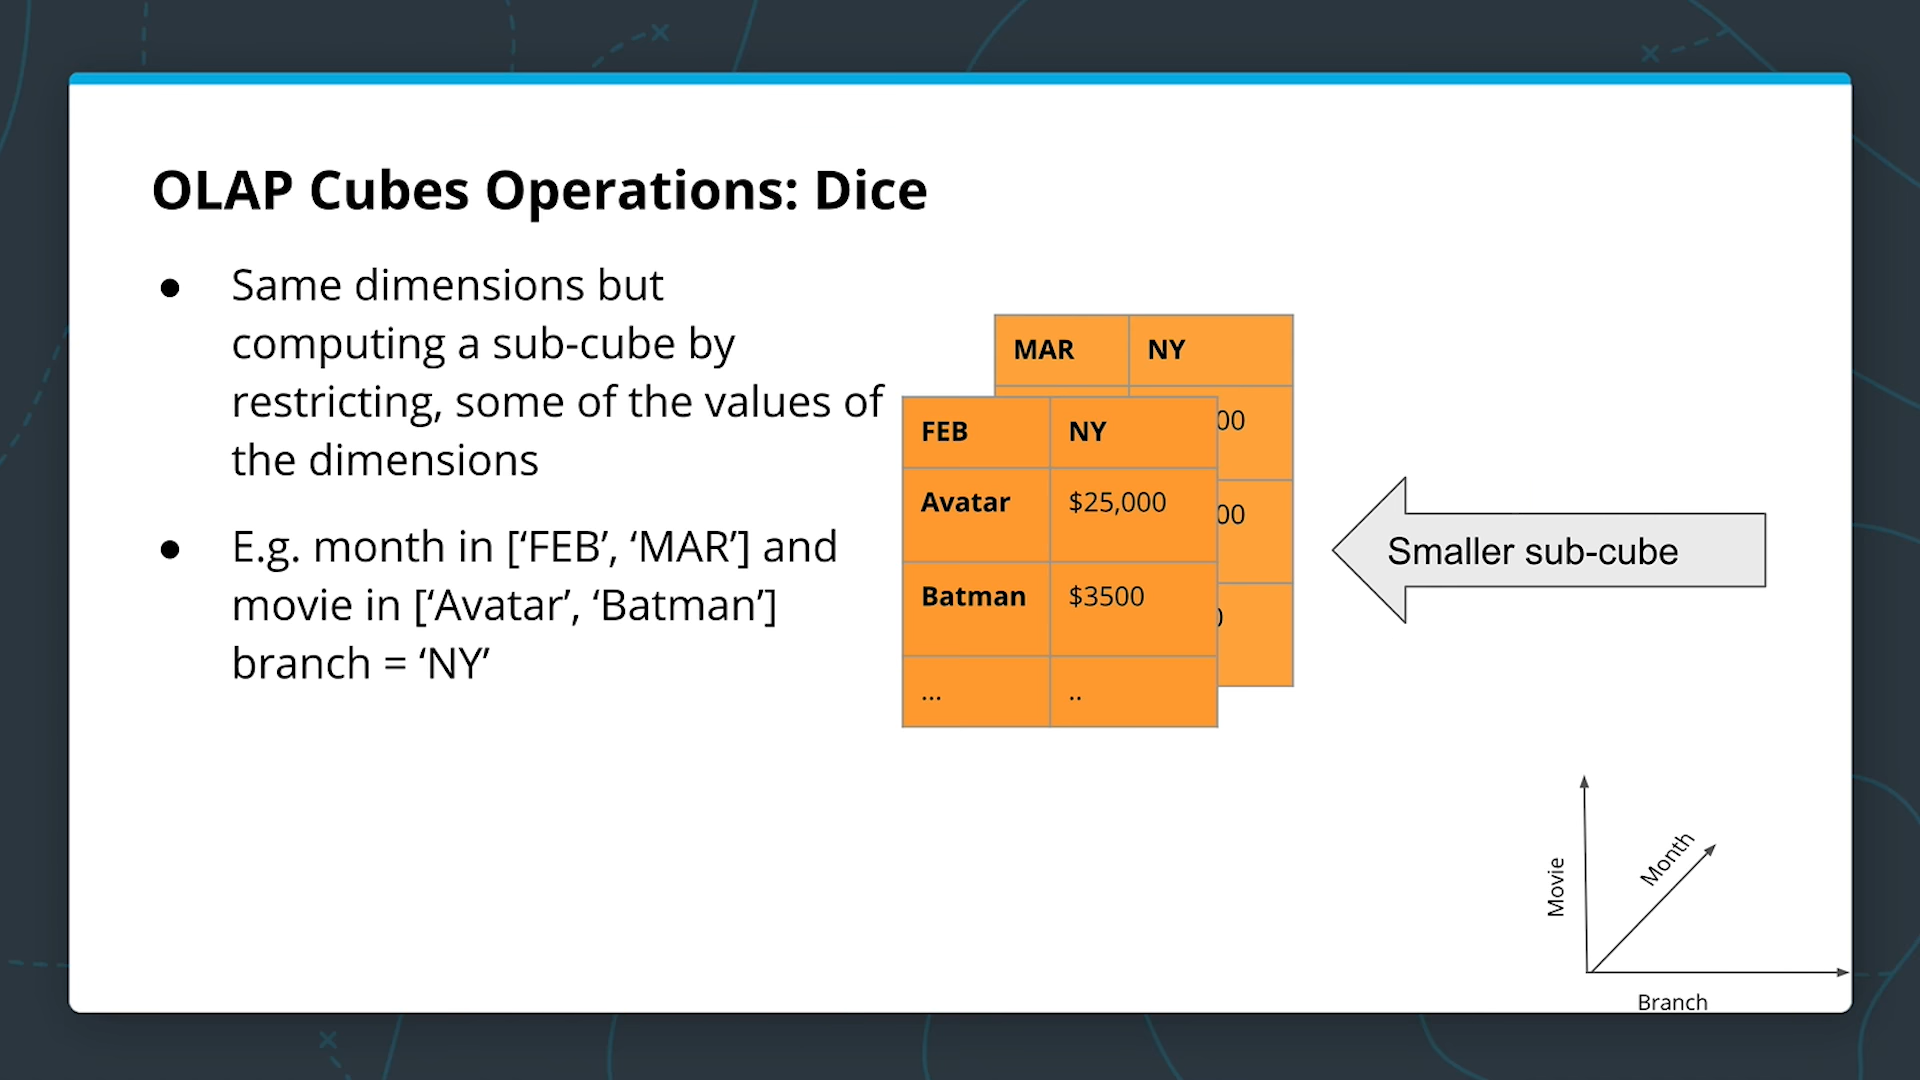 OLAP Cubes Operations: Dice
● Same dimensions but
computing a sub-cube by
restricting, some of the values of
the dimensions
● E.g. month in [‘FEB’, ‘MAR’] and
movie in [‘Avatar’, ‘Batman’]
branch = ‘NY’
MAR NY
00
00
FEB NY
Avatar $25,000
Batman $3500
... ..
Smaller sub-cube
Movie
Month
Branch